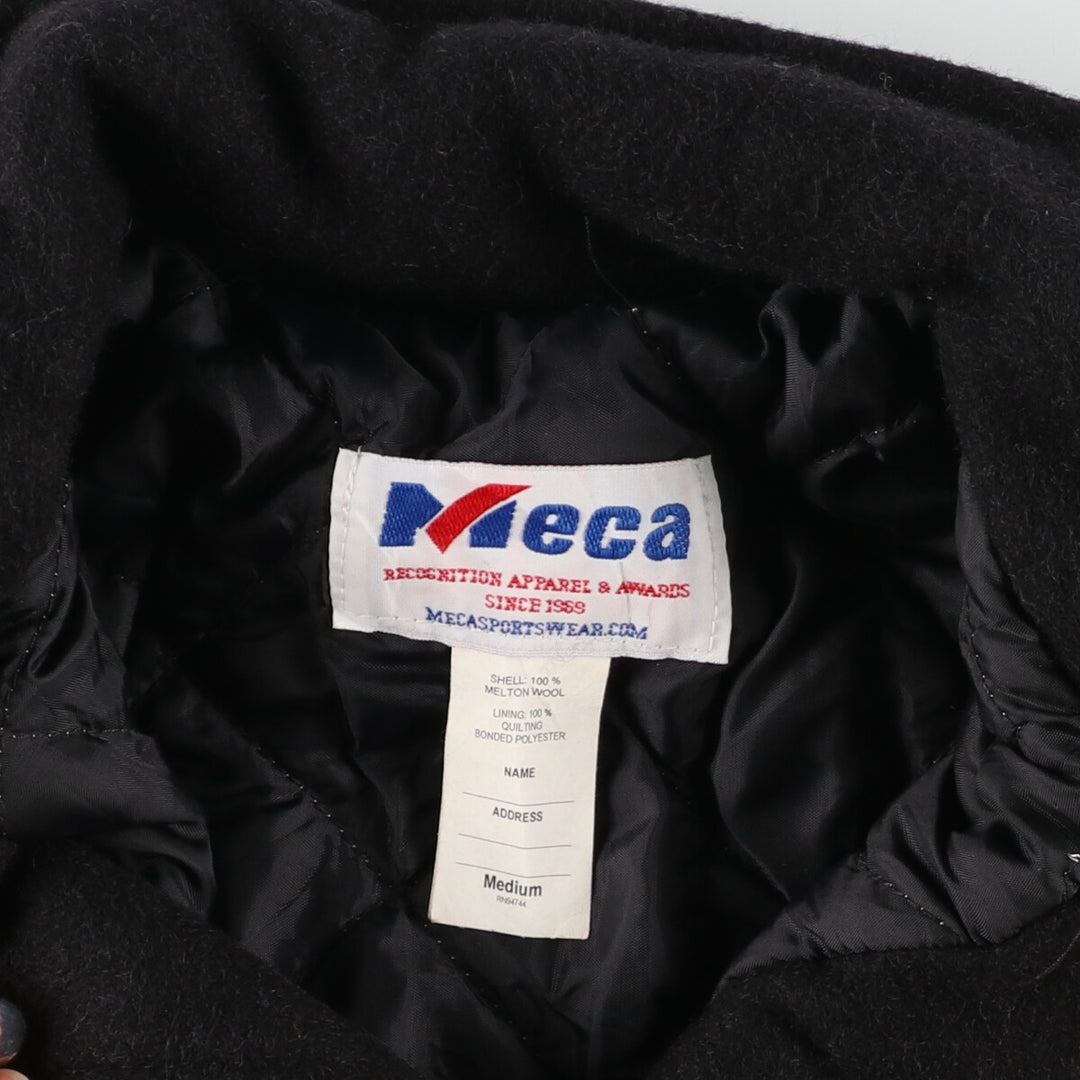 Meca
RECOGNITION APPAREL & AWARDS
SINCE 1969
MECASPORTSWEAR.COM
SHELL: 100 %
MELTON WOOL
LINING: 100 %
QUILTING
BONDED POLYESTER
NAME
ADDRESS
Medium
RN94744